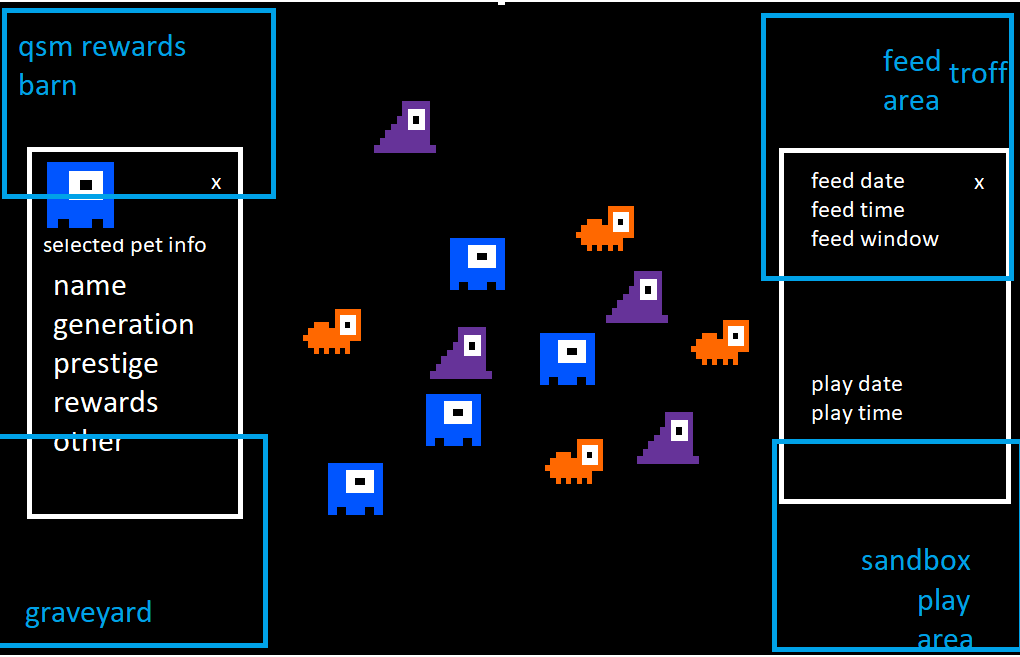 qsm rewards
barn
x
selected pet info
name
generation
prestige
rewards
other
graveyard
feed troff
area
feed date x
feed time
feed window
play date
play time
sandbox
play
area